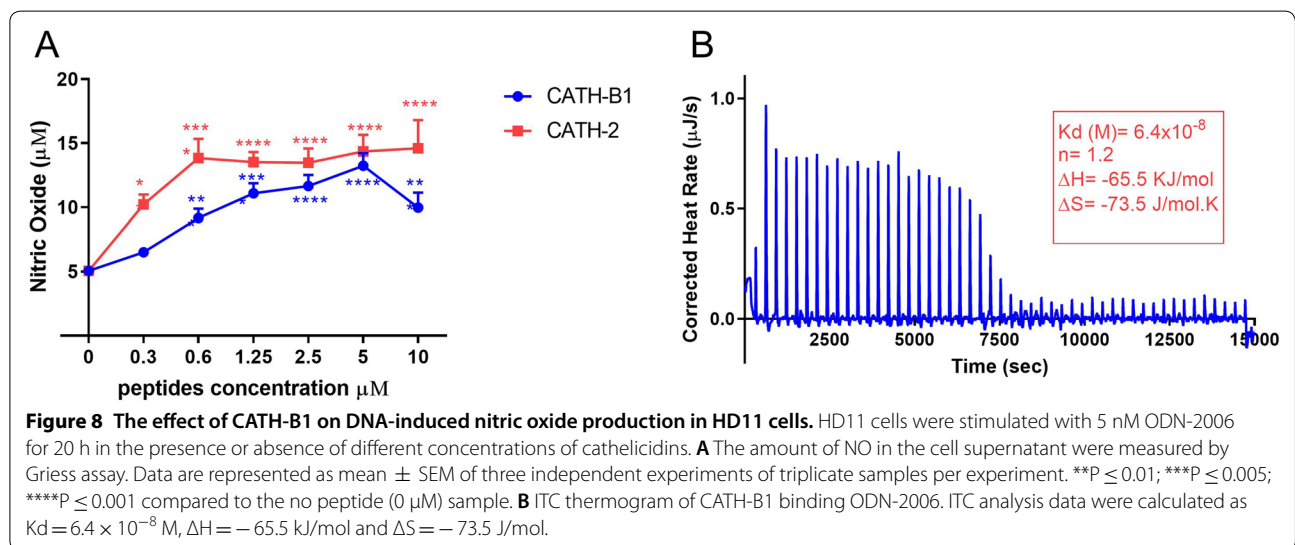 A
20
15
10
5
Nitric Oxide (μM)
0 0.3 0.6 1.25 2.5 5 10
peptides concentration μM
* * *** **** **** **** ****
* ** * *** **** **** ** *
CATH-B1
CATH-2
B
1.0
0.5
0.0
Corrected Heat Rate (μJ/s)
2500 5000 7500 10000 12500 15000
Time (sec)
Kd (M)= 6.4x10⁻⁸
n= 1.2
ΔH= -65.5 KJ/mol
ΔS= -73.5 J/mol.K
Figure 8 The effect of CATH-B1 on DNA-induced nitric oxide production in HD11 cells. HD11 cells were stimulated with 5 nM ODN-2006
for 20 h in the presence or absence of different concentrations of cathelicidins. A The amount of NO in the cell supernatant were measured by
Griess assay. Data are represented as mean ± SEM of three independent experiments of triplicate samples per experiment. **P ≤ 0.01; ***P ≤ 0.005;
****P ≤ 0.001 compared to the no peptide (0 μM) sample. B ITC thermogram of CATH-B1 binding ODN-2006. ITC analysis data were calculated as
Kd = 6.4 × 10⁻⁸ M, ΔH = − 65.5 kJ/mol and ΔS = − 73.5 J/mol.